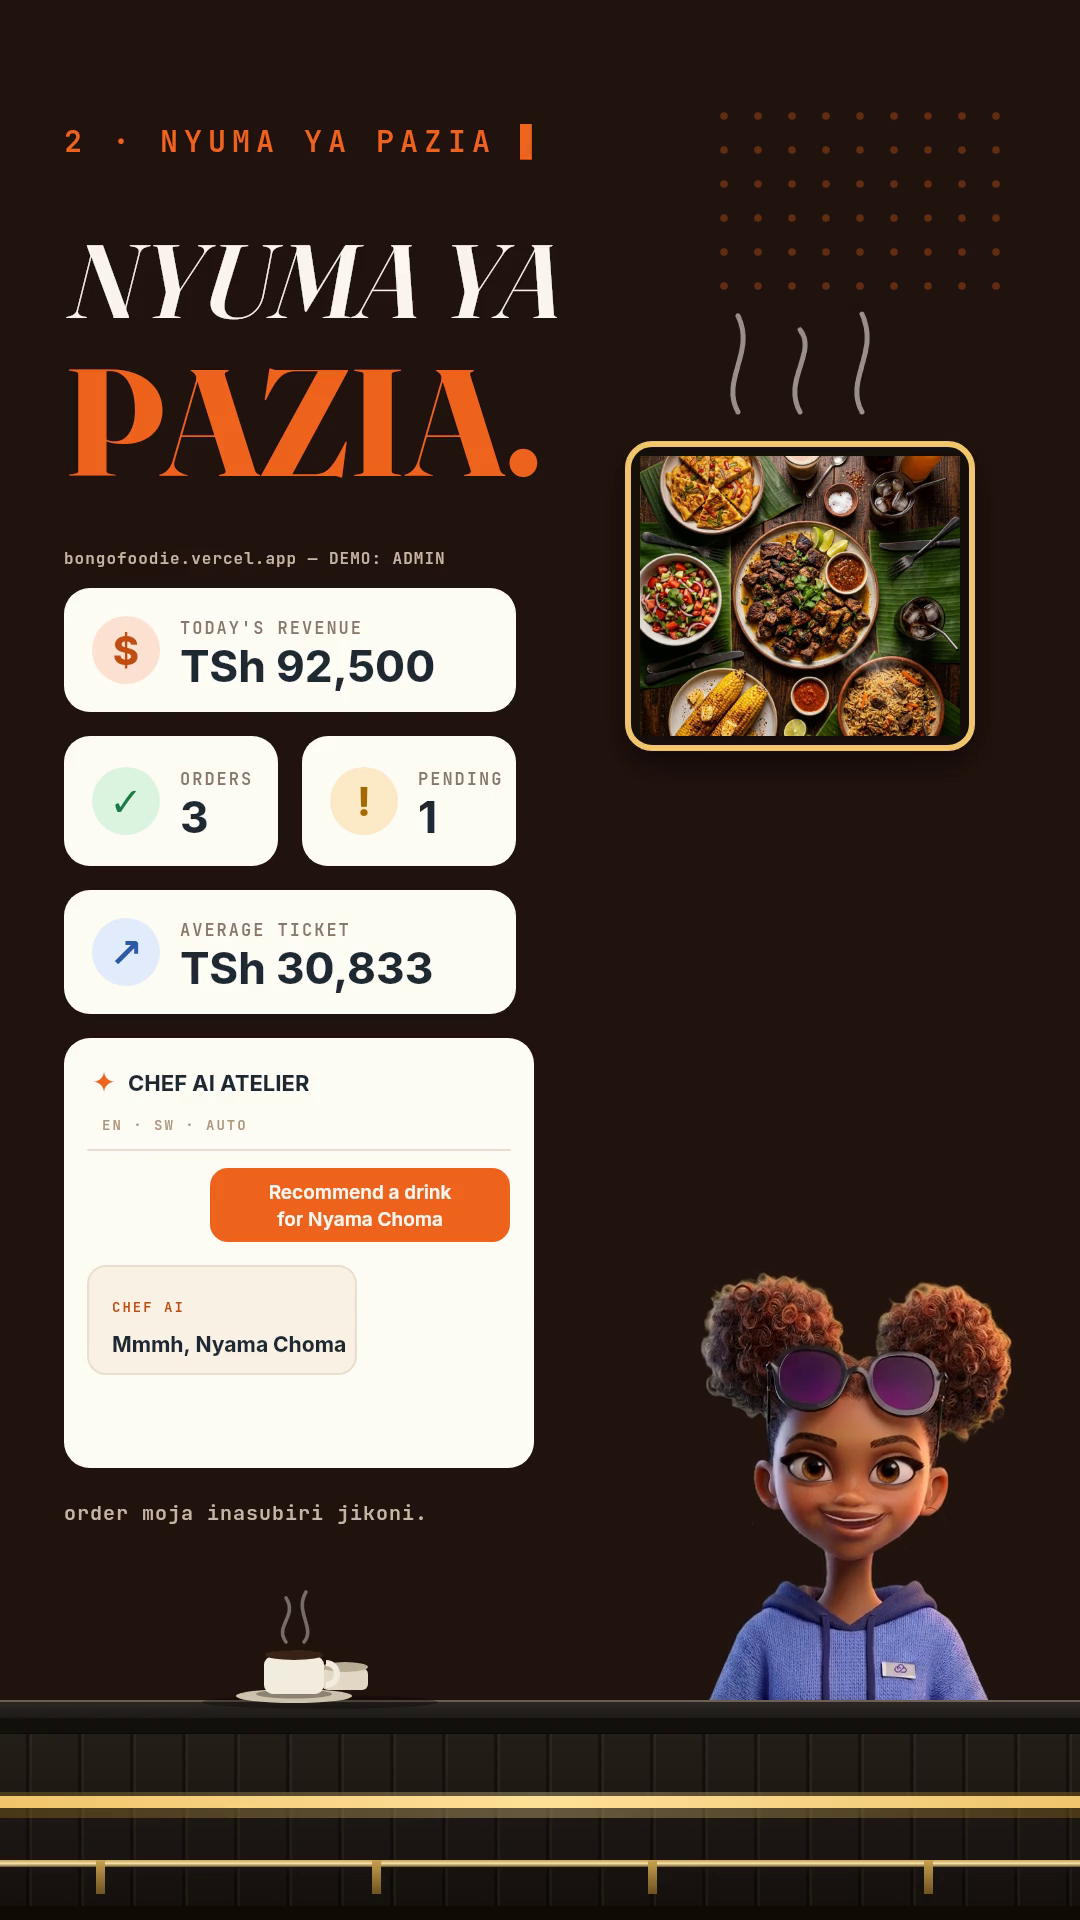 2 · NYUMA YA PAZIA
NYUMA YA
PAZIA.
bongofoodie.vercel.app — DEMO: ADMIN
$
TODAY'S REVENUE
TSh 92,500
✓
ORDERS
3
!
PENDING
1
↗
AVERAGE TICKET
TSh 30,833
✦ CHEF AI ATELIER
EN · SW · AUTO
Recommend a drink
for Nyama Choma
CHEF AI
Mmmh, Nyama Choma
order moja inasubiri jikoni.